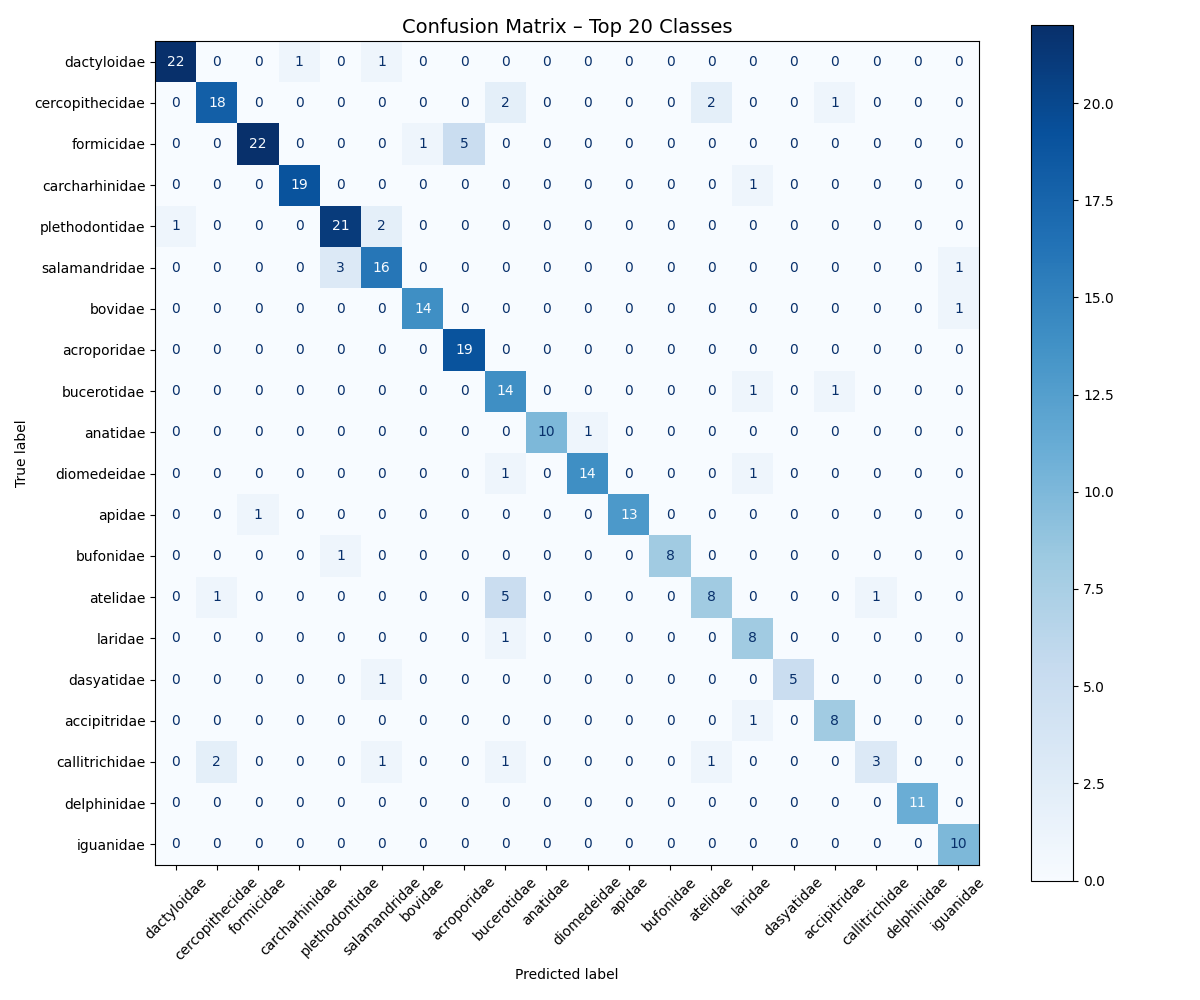 Confusion Matrix – Top 20 Classes
True label
dactyloidae 22 0 0 1 0 1 0 0 0 0 0 0 0 0 0 0 0 0 0 0
cercopithecidae 0 18 0 0 0 0 0 0 2 0 0 0 0 2 0 0 1 0 0 0
formicidae 0 0 22 0 0 0 1 5 0 0 0 0 0 0 0 0 0 0 0 0
carcharhinidae 0 0 0 19 0 0 0 0 0 0 0 0 0 0 1 0 0 0 0 0
plethodontidae 1 0 0 0 21 2 0 0 0 0 0 0 0 0 0 0 0 0 0 0
salamandridae 0 0 0 0 3 16 0 0 0 0 0 0 0 0 0 0 0 0 0 1
bovidae 0 0 0 0 0 0 14 0 0 0 0 0 0 0 0 0 0 0 0 1
acroporidae 0 0 0 0 0 0 0 19 0 0 0 0 0 0 0 0 0 0 0 0
bucerotidae 0 0 0 0 0 0 0 0 14 0 0 0 0 0 1 0 1 0 0 0
anatidae 0 0 0 0 0 0 0 0 0 10 1 0 0 0 0 0 0 0 0 0
diomedeidae 0 0 0 0 0 0 0 0 1 0 14 0 0 0 1 0 0 0 0 0
apidae 0 0 1 0 0 0 0 0 0 0 0 13 0 0 0 0 0 0 0 0
bufonidae 0 0 0 0 1 0 0 0 0 0 0 0 8 0 0 0 0 0 0 0
atelidae 0 1 0 0 0 0 0 0 5 0 0 0 0 8 0 0 0 1 0 0
laridae 0 0 0 0 0 0 0 0 1 0 0 0 0 0 8 0 0 0 0 0
dasyatidae 0 0 0 0 0 1 0 0 0 0 0 0 0 0 0 5 0 0 0 0
accipitridae 0 0 0 0 0 0 0 0 0 0 0 0 0 0 1 0 8 0 0 0
callitrichidae 0 2 0 0 0 1 0 0 1 0 0 0 0 1 0 0 0 3 0 0
delphinidae 0 0 0 0 0 0 0 0 0 0 0 0 0 0 0 0 0 0 11 0
iguanidae 0 0 0 0 0 0 0 0 0 0 0 0 0 0 0 0 0 0 0 10
dactyloidae
cercopithecidae
formicidae
carcharhinidae
plethodontidae
salamandridae
bovidae
acroporidae
bucerotidae
anatidae
diomedeidae
apidae
bufonidae
atelidae
laridae
dasyatidae
accipitridae
callitrichidae
delphinidae
iguanidae
Predicted label
20.0
17.5
15.0
12.5
10.0
7.5
5.0
2.5
0.0